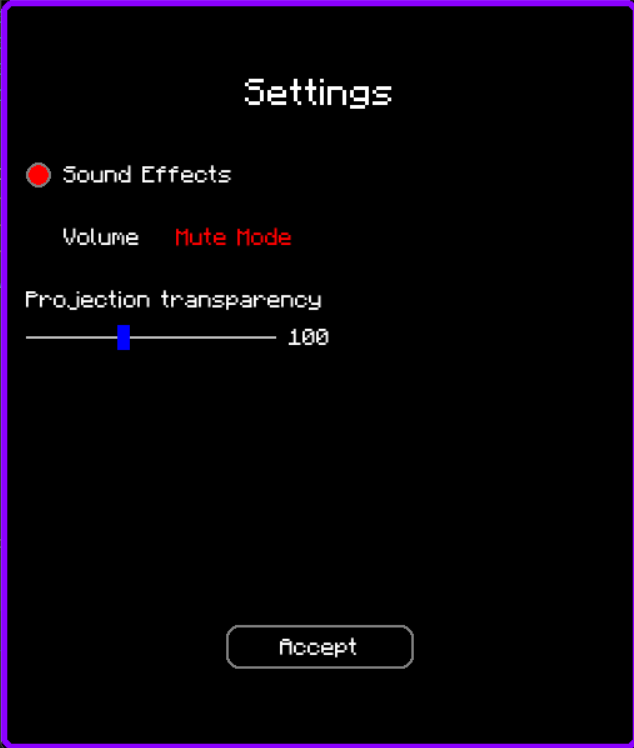 Settings
Sound Effects
Volume Mute Mode
Projection transparency
100
Accept